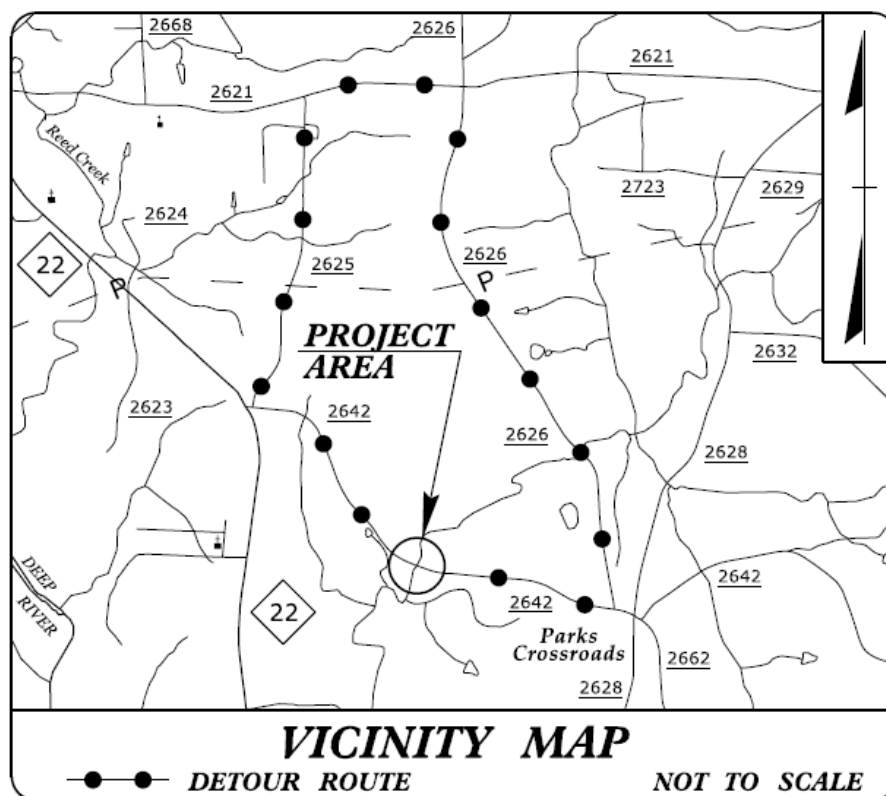 2668
2626
2621
2621
Reed Creek
2723
2629
2624
22
P
2625
2626
P
PROJECT
AREA
2632
2623
2642
2626
2628
DEEP
RIVER
22
2642
2642
Parks
Crossroads
2662
2628
VICINITY MAP
DETOUR ROUTE
NOT TO SCALE